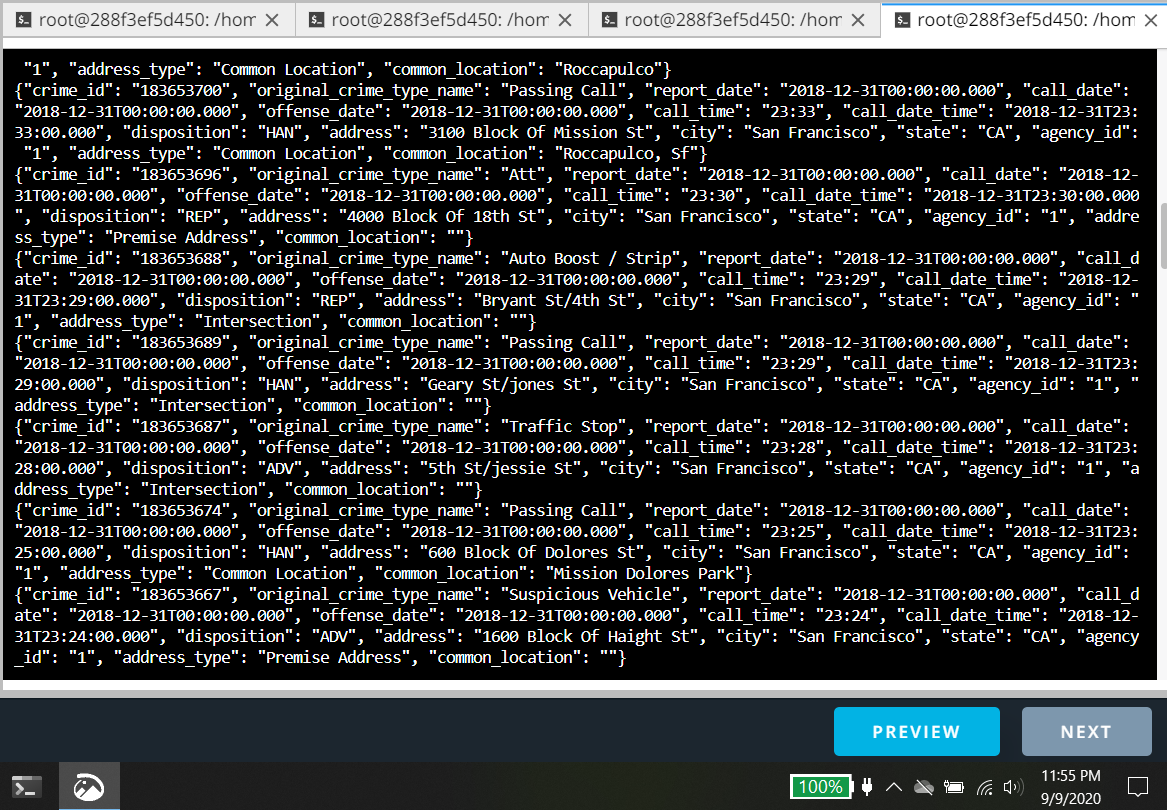 root@288f3ef5d450: /hom
root@288f3ef5d450: /hom
root@288f3ef5d450: /hom
root@288f3ef5d450: /hom
"1", "address_type": "Common Location", "common_location": "Roccapulco"}
{"crime_id": "183653700", "original_crime_type_name": "Passing Call", "report_date": "2018-12-31T00:00:00.000", "call_date":
"2018-12-31T00:00:00.000", "offense_date": "2018-12-31T00:00:00.000", "call_time": "23:33", "call_date_time": "2018-12-31T23:
33:00.000", "disposition": "HAN", "address": "3100 Block Of Mission St", "city": "San Francisco", "state": "CA", "agency_id":
"1", "address_type": "Common Location", "common_location": "Roccapulco, Sf"}
{"crime_id": "183653696", "original_crime_type_name": "Att", "report_date": "2018-12-31T00:00:00.000", "call_date": "2018-12-
31T00:00:00.000", "offense_date": "2018-12-31T00:00:00.000", "call_time": "23:30", "call_date_time": "2018-12-31T23:30:00.000
", "disposition": "REP", "address": "4000 Block Of 18th St", "city": "San Francisco", "state": "CA", "agency_id": "1", "addre
ss_type": "Premise Address", "common_location": ""}
{"crime_id": "183653688", "original_crime_type_name": "Auto Boost / Strip", "report_date": "2018-12-31T00:00:00.000", "call_d
ate": "2018-12-31T00:00:00.000", "offense_date": "2018-12-31T00:00:00.000", "call_time": "23:29", "call_date_time": "2018-12-
31T23:29:00.000", "disposition": "REP", "address": "Bryant St/4th St", "city": "San Francisco", "state": "CA", "agency_id": "
1", "address_type": "Intersection", "common_location": ""}
{"crime_id": "183653689", "original_crime_type_name": "Passing Call", "report_date": "2018-12-31T00:00:00.000", "call_date":
"2018-12-31T00:00:00.000", "offense_date": "2018-12-31T00:00:00.000", "call_time": "23:29", "call_date_time": "2018-12-31T23:
29:00.000", "disposition": "HAN", "address": "Geary St/jones St", "city": "San Francisco", "state": "CA", "agency_id": "1", "
address_type": "Intersection", "common_location": ""}
{"crime_id": "183653687", "original_crime_type_name": "Traffic Stop", "report_date": "2018-12-31T00:00:00.000", "call_date":
"2018-12-31T00:00:00.000", "offense_date": "2018-12-31T00:00:00.000", "call_time": "23:28", "call_date_time": "2018-12-31T23:
28:00.000", "disposition": "ADV", "address": "5th St/jessie St", "city": "San Francisco", "state": "CA", "agency_id": "1", "a
ddress_type": "Intersection", "common_location": ""}
{"crime_id": "183653674", "original_crime_type_name": "Passing Call", "report_date": "2018-12-31T00:00:00.000", "call_date":
"2018-12-31T00:00:00.000", "offense_date": "2018-12-31T00:00:00.000", "call_time": "23:25", "call_date_time": "2018-12-31T23:
25:00.000", "disposition": "HAN", "address": "600 Block Of Dolores St", "city": "San Francisco", "state": "CA", "agency_id":
"1", "address_type": "Common Location", "common_location": "Mission Dolores Park"}
{"crime_id": "183653667", "original_crime_type_name": "Suspicious Vehicle", "report_date": "2018-12-31T00:00:00.000", "call_d
ate": "2018-12-31T00:00:00.000", "offense_date": "2018-12-31T00:00:00.000", "call_time": "23:24", "call_date_time": "2018-12-
31T23:24:00.000", "disposition": "ADV", "address": "1600 Block Of Haight St", "city": "San Francisco", "state": "CA", "agency
_id": "1", "address_type": "Premise Address", "common_location": ""}
PREVIEW
NEXT
100%
11:55 PM
9/9/2020